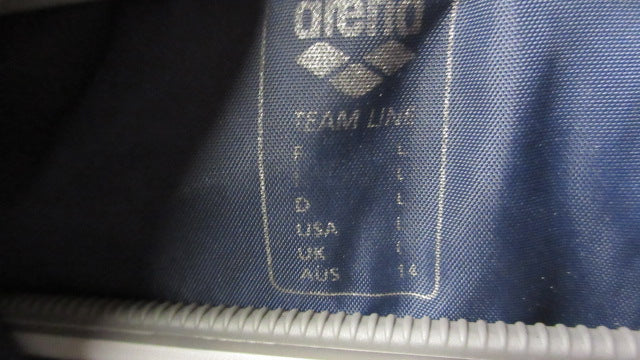 arena
TEAM LINE
F L
I L
D L
USA L
UK L
AUS 14